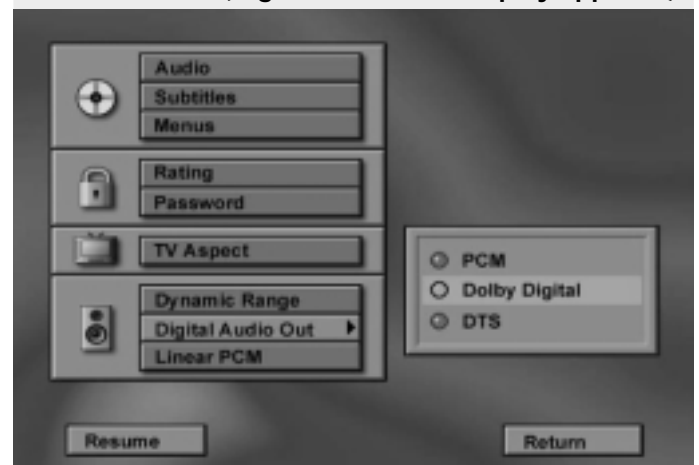 Audio
Subtitles
Menus
Rating
Password
TV Aspect
Dynamic Range
Digital Audio Out
Linear PCM
PCM
Dolby Digital
DTS
Resume
Return